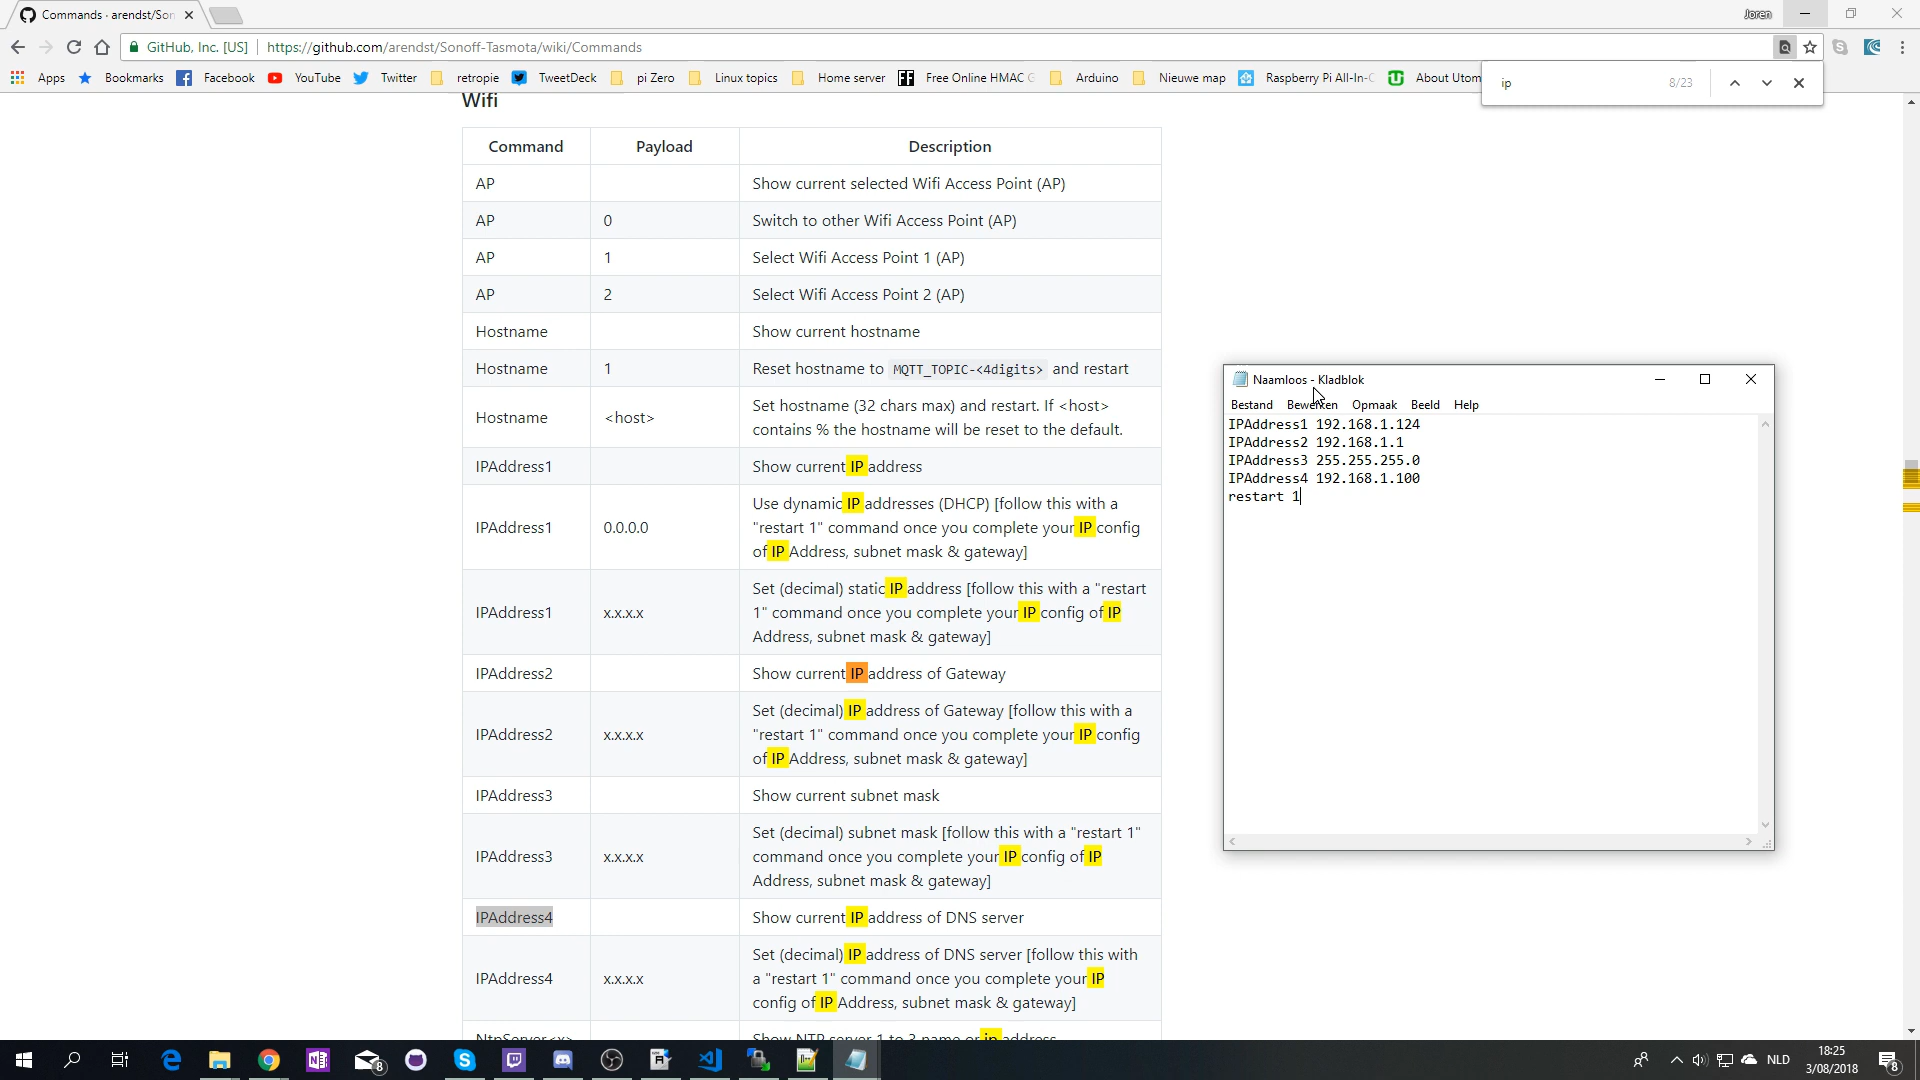 Commands · arendst/Son
Joren
GitHub, Inc. [US]
https://github.com/arendst/Sonoff-Tasmota/wiki/Commands
Apps
Bookmarks
Facebook
YouTube
Twitter
retropie
TweetDeck
pi Zero
Linux topics
Home server
Free Online HMAC G
Arduino
Nieuwe map
Raspberry Pi All-In-C
About Utom
ip
8/23
Wifi
Command Payload Description
AP Show current selected Wifi Access Point (AP)
AP 0 Switch to other Wifi Access Point (AP)
AP 1 Select Wifi Access Point 1 (AP)
AP 2 Select Wifi Access Point 2 (AP)
Hostname Show current hostname
Hostname 1 Reset hostname to MQTT_TOPIC-<4digits> and restart
Hostname <host> Set hostname (32 chars max) and restart. If <host>
contains % the hostname will be reset to the default.
IPAddress1 Show current IP address
IPAddress1 0.0.0.0 Use dynamic IP addresses (DHCP) [follow this with a
"restart 1" command once you complete your IP config
of IP Address, subnet mask & gateway]
IPAddress1 x.x.x.x Set (decimal) static IP address [follow this with a "restart
1" command once you complete your IP config of IP
Address, subnet mask & gateway]
IPAddress2 Show current IP address of Gateway
IPAddress2 x.x.x.x Set (decimal) IP address of Gateway [follow this with a
"restart 1" command once you complete your IP config
of IP Address, subnet mask & gateway]
IPAddress3 Show current subnet mask
IPAddress3 x.x.x.x Set (decimal) subnet mask [follow this with a "restart 1"
command once you complete your IP config of IP
Address, subnet mask & gateway]
IPAddress4 Show current IP address of DNS server
IPAddress4 x.x.x.x Set (decimal) IP address of DNS server [follow this with
a "restart 1" command once you complete your IP
config of IP Address, subnet mask & gateway]
NtpServer<x> Show NTP server 1 to 3 name or ip address
Naamloos - Kladblok
Bestand Bewerken Opmaak Beeld Help
IPAddress1 192.168.1.124
IPAddress2 192.168.1.1
IPAddress3 255.255.255.0
IPAddress4 192.168.1.100
restart 1
8
NLD
18:25
3/08/2018
8